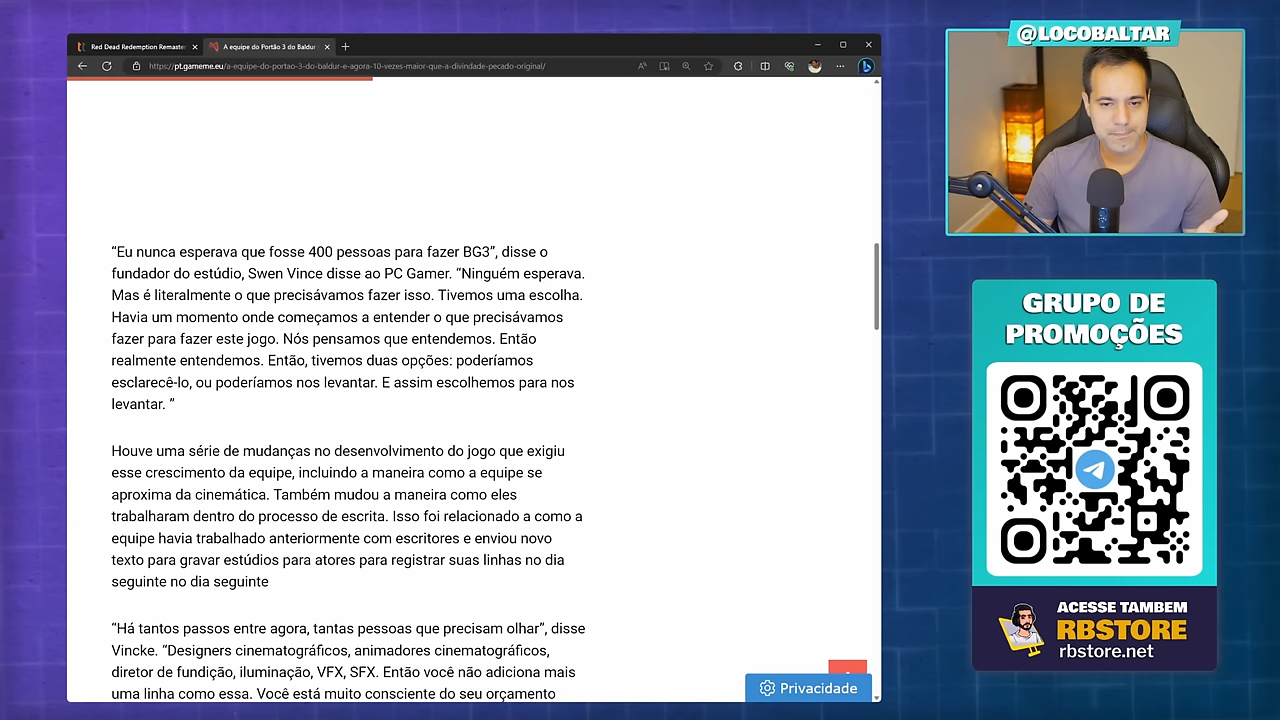 Red Dead Redemption Remaste
A equipe do Portão 3 do Baldur
https://pt.gameme.eu/a-equipe-do-portao-3-do-baldur-e-agora-10-vezes-maior-que-a-divindade-pecado-original/
“Eu nunca esperava que fosse 400 pessoas para fazer BG3”, disse o
fundador do estúdio, Swen Vince disse ao PC Gamer. “Ninguém esperava.
Mas é literalmente o que precisávamos fazer isso. Tivemos uma escolha.
Havia um momento onde começamos a entender o que precisávamos
fazer para fazer este jogo. Nós pensamos que entendemos. Então
realmente entendemos. Então, tivemos duas opções: poderíamos
esclarecê-lo, ou poderíamos nos levantar. E assim escolhemos para nos
levantar. ”
Houve uma série de mudanças no desenvolvimento do jogo que exigiu
esse crescimento da equipe, incluindo a maneira como a equipe se
aproxima da cinemática. Também mudou a maneira como eles
trabalharam dentro do processo de escrita. Isso foi relacionado a como a
equipe havia trabalhado anteriormente com escritores e enviou novo
texto para gravar estúdios para atores para registrar suas linhas no dia
seguinte no dia seguinte
“Há tantos passos entre agora, tantas pessoas que precisam olhar”, disse
Vincke. “Designers cinematográficos, animadores cinematográficos,
diretor de fundição, iluminação, VFX, SFX. Então você não adiciona mais
uma linha como essa. Você está muito consciente do seu orçamento
Privacidade
@LOCOBALTAR
GRUPO DE
PROMOÇÕES
ACESSE TAMBEM
RBSTORE
rbstore.net